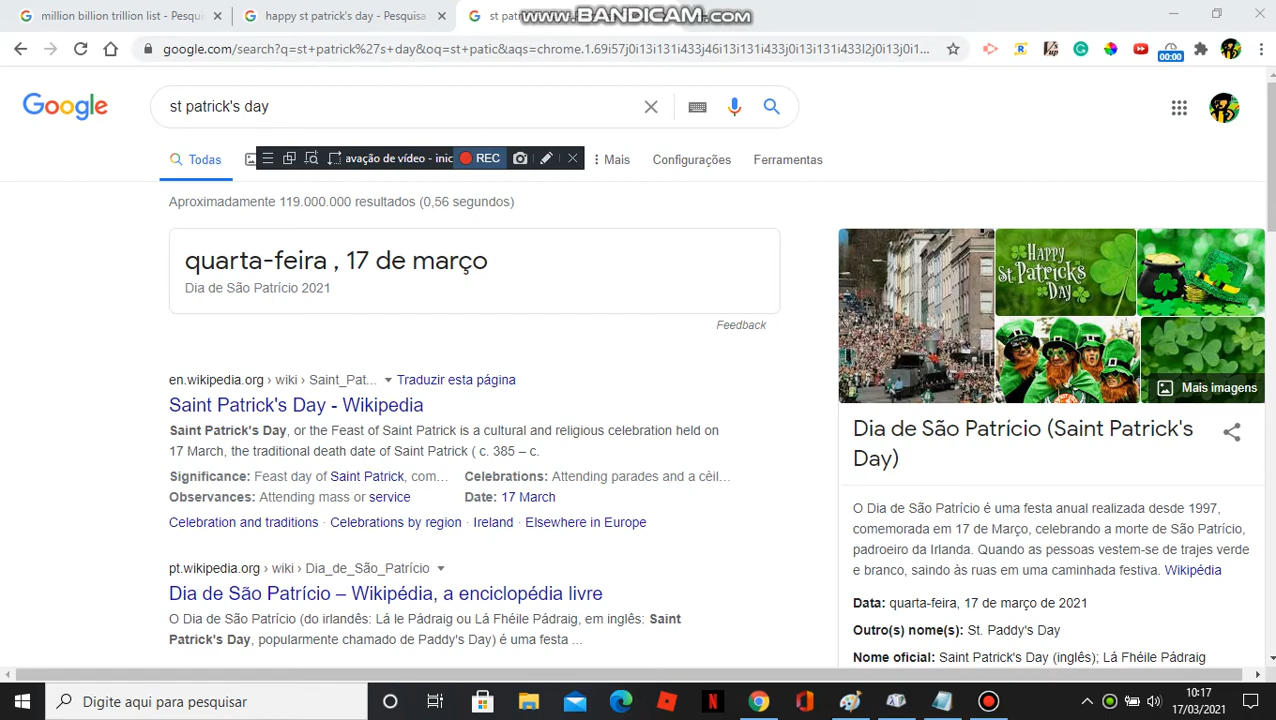 million billion trillion list - Pesqui
happy st patrick's day - Pesquisa
st pat
www.BANDICAM.com
google.com/search?q=st+patrick%27s+day&oq=st+patic&aqs=chrome.1.69i57j0i13i131i433j46i13i131i433j0i13i131i433l2j0i13j0i1...
00:00
Google
st patrick's day
Todas
avação de vídeo - inic
REC
Mais
Configurações
Ferramentas
Aproximadamente 119.000.000 resultados (0,56 segundos)
quarta-feira , 17 de março
Dia de São Patrício 2021
Feedback
en.wikipedia.org › wiki › Saint_Pat... Traduzir esta página
Saint Patrick's Day - Wikipedia
Saint Patrick's Day, or the Feast of Saint Patrick is a cultural and religious celebration held on
17 March, the traditional death date of Saint Patrick ( c. 385 – c.
Significance: Feast day of Saint Patrick, com... Celebrations: Attending parades and a cèil...
Observances: Attending mass or service Date: 17 March
Celebration and traditions · Celebrations by region · Ireland · Elsewhere in Europe
pt.wikipedia.org › wiki › Dia_de_São_Patrício
Dia de São Patrício – Wikipédia, a enciclopédia livre
O Dia de São Patrício (do irlandês: Lá le Pádraig ou Lá Fhéile Pádraig, em inglês: Saint
Patrick's Day, popularmente chamado de Paddy's Day) é uma festa ...
HAPPY
St Patrick's
DAY
Mais imagens
Dia de São Patrício (Saint Patrick's
Day)
O Dia de São Patrício é uma festa anual realizada desde 1997,
comemorada em 17 de Março, celebrando a morte de São Patrício,
padroeiro da Irlanda. Quando as pessoas vestem-se de trajes verde
e branco, saindo às ruas em uma caminhada festiva. Wikipédia
Data: quarta-feira, 17 de março de 2021
Outro(s) nome(s): St. Paddy's Day
Nome oficial: Saint Patrick's Day (inglês); Lá Fhéile Pádraig
Digite aqui para pesquisar
10:17
17/03/2021